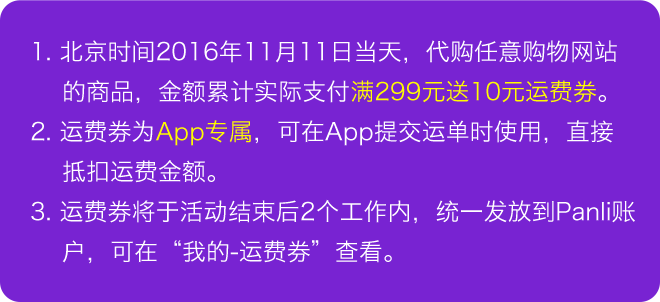 1. 北京时间2016年11月11日当天，代购任意购物网站
的商品，金额累计实际支付满299元送10元运费券。
2. 运费券为App专属，可在App提交运单时使用，直接
抵扣运费金额。
3. 运费券将于活动结束后2个工作内，统一发放到Panli账
户，可在“我的-运费券”查看。